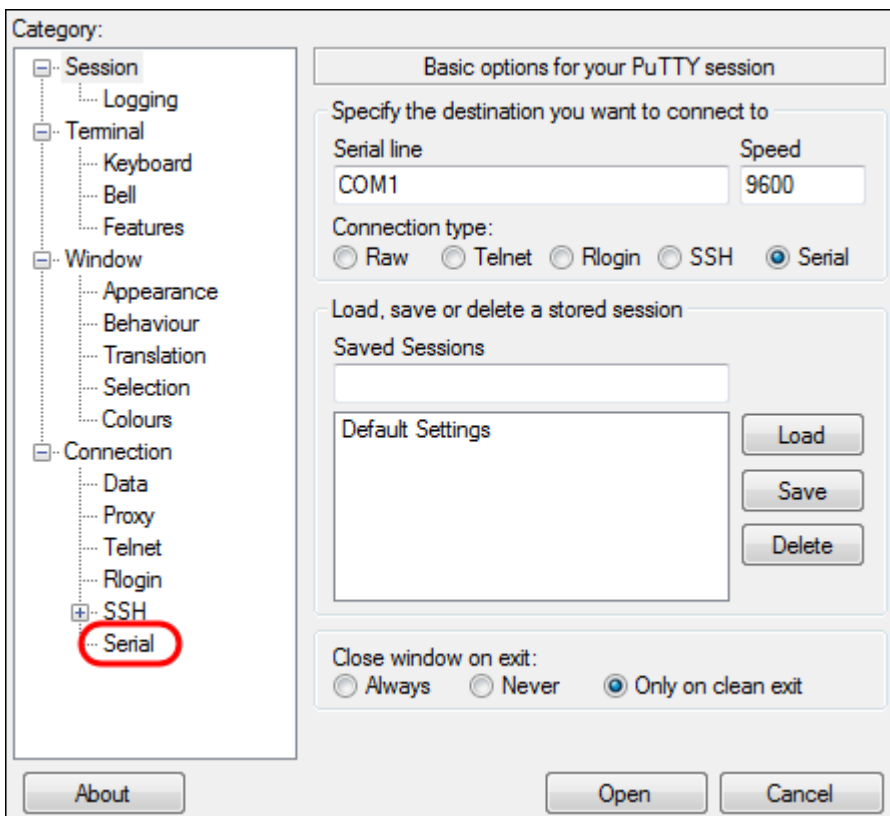 Category:
Session
Logging
Terminal
Keyboard
Bell
Features
Window
Appearance
Behaviour
Translation
Selection
Colours
Connection
Data
Proxy
Telnet
Rlogin
SSH
Serial
Basic options for your PuTTY session
Specify the destination you want to connect to
Serial line Speed
COM1 9600
Connection type:
Raw Telnet Rlogin SSH Serial
Load, save or delete a stored session
Saved Sessions
Default Settings
Load
Save
Delete
Close window on exit:
Always Never Only on clean exit
About Open Cancel